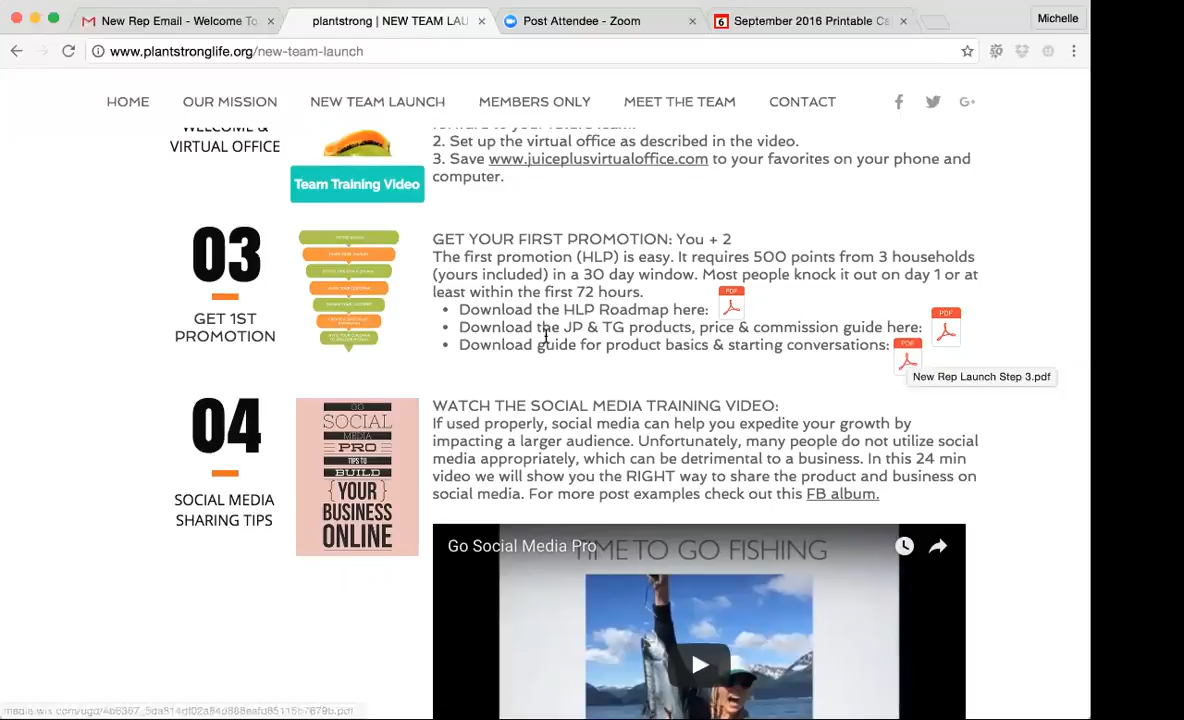 New Rep Email - Welcome To
plantstrong | NEW TEAM LAU
Post Attendee - Zoom
September 2016 Printable Ca
Michelle
www.plantstronglife.org/new-team-launch
HOME
OUR MISSION
NEW TEAM LAUNCH
MEMBERS ONLY
MEET THE TEAM
CONTACT
WELCOME &
VIRTUAL OFFICE
Team Training Video
2. Set up the virtual office as described in the video.
3. Save www.juiceplusvirtualoffice.com to your favorites on your phone and
computer.
03
GET 1ST
PROMOTION
GET YOUR FIRST PROMOTION: You + 2
The first promotion (HLP) is easy. It requires 500 points from 3 households
(yours included) in a 30 day window. Most people knock it out on day 1 or at
least within the first 72 hours.
• Download the HLP Roadmap here:
PDF
• Download the JP & TG products, price & commission guide here:
PDF
• Download guide for product basics & starting conversations:
PDF
New Rep Launch Step 3.pdf
04
SOCIAL MEDIA
SHARING TIPS
GO
SOCIAL
MEDIA
PRO
TIPS TO
BUILD
{YOUR}
BUSINESS
ONLINE
WATCH THE SOCIAL MEDIA TRAINING VIDEO:
If used properly, social media can help you expedite your growth by
impacting a larger audience. Unfortunately, many people do not utilize social
media appropriately, which can be detrimental to a business. In this 24 min
video we will show you the RIGHT way to share the product and business on
social media. For more post examples check out this FB album.
Go Social Media Pro
TIME TO GO FISHING